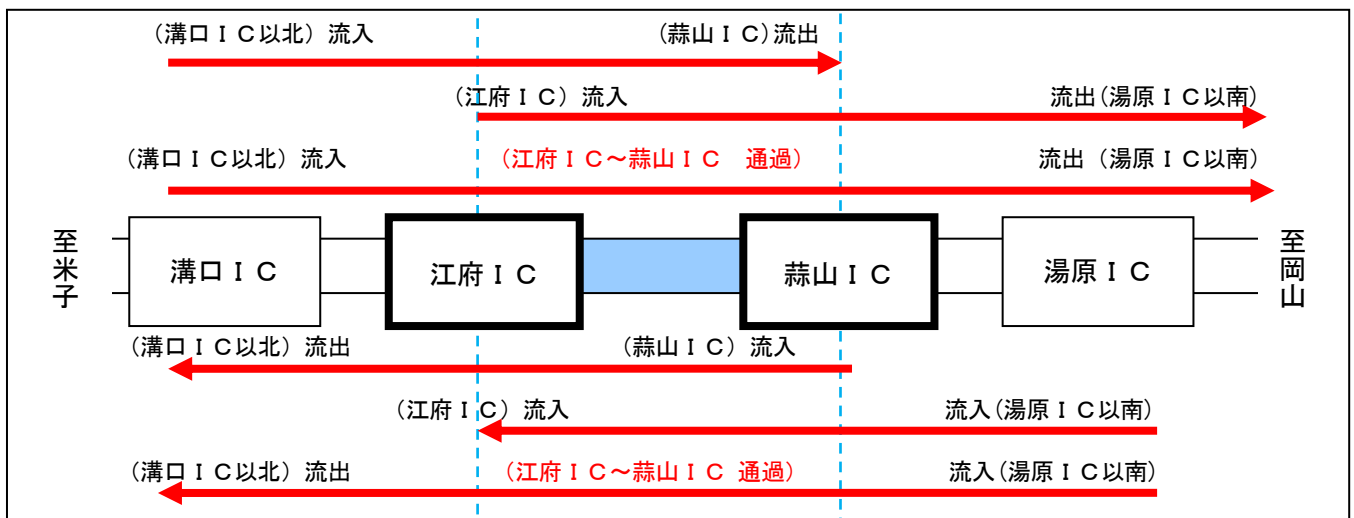 (溝口IC以北)流入 (蒜山IC)流出
(江府IC)流入 流出(湯原IC以南)
(溝口IC以北)流入 (江府IC～蒜山IC 通過) 流出(湯原IC以南)
至米子 溝口IC 江府IC 蒜山IC 湯原IC 至岡山
(溝口IC以北)流出 (蒜山IC)流入
(江府IC)流入 流入(湯原IC以南)
(溝口IC以北)流出 (江府IC～蒜山IC 通過) 流入(湯原IC以南)